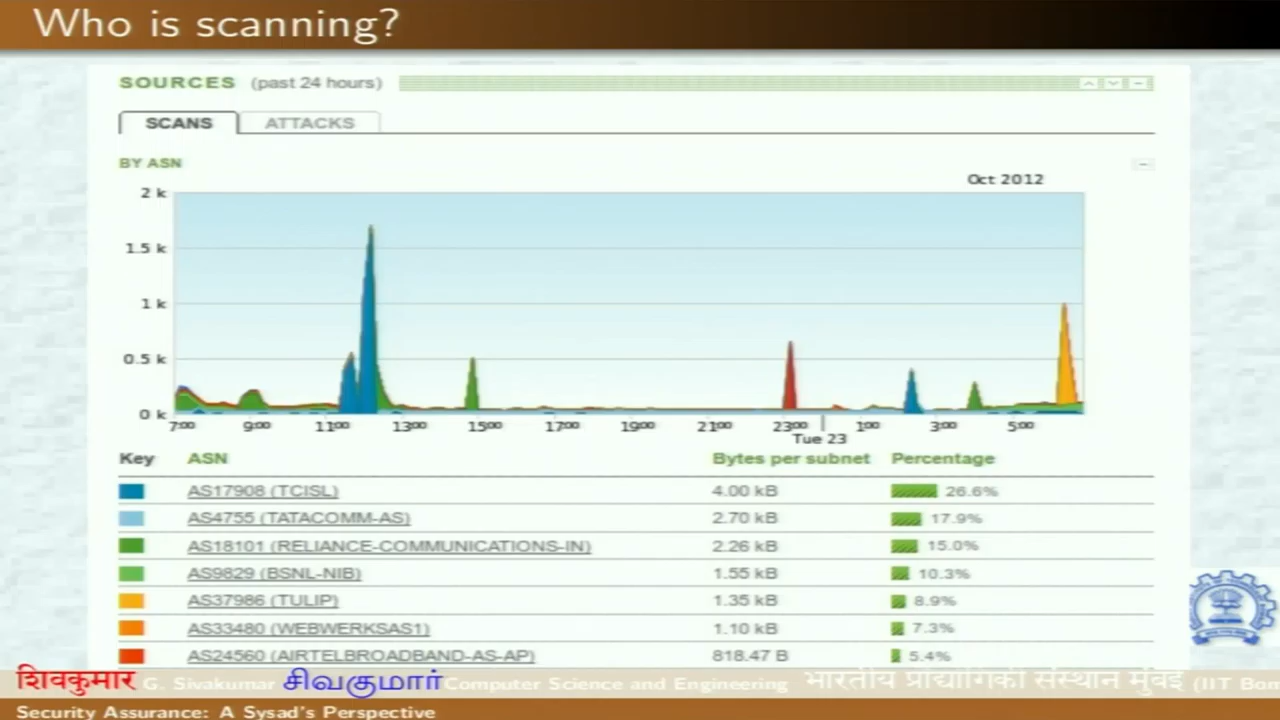 Who is scanning?
SOURCES (past 24 hours)
SCANS ATTACKS
BY ASN
Oct 2012
2 k
1.5 k
1 k
0.5 k
0 k
7:00 9:00 11:00 13:00 15:00 17:00 19:00 21:00 23:00 1:00 3:00 5:00
Tue 23
Key ASN Bytes per subnet Percentage
AS17908 (TCISL) 4.00 kB 26.6%
AS4755 (TATACOMM-AS) 2.70 kB 17.9%
AS18101 (RELIANCE-COMMUNICATIONS-IN) 2.26 kB 15.0%
AS9829 (BSNL-NIB) 1.55 kB 10.3%
AS37986 (TULIP) 1.35 kB 8.9%
AS33480 (WEBWERKSAS1) 1.10 kB 7.3%
AS24560 (AIRTELBROADBAND-AS-AP) 818.47 B 5.4%
शिवकुमार G. Sivakumar சிவகுமார் Computer Science and Engineering भारतीय प्रौद्योगिकी संस्थान मुंबई (IIT Bom
Security Assurance: A Sysad's Perspective